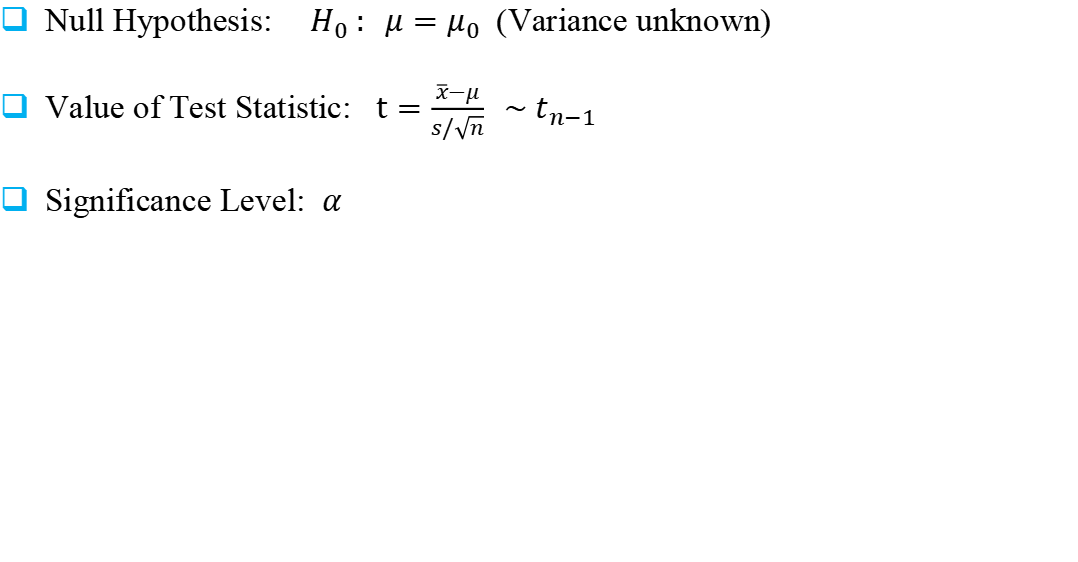 ❑ Null Hypothesis: H₀ : μ = μ₀ (Variance unknown)
❑ Value of Test Statistic: t = (x̄−μ)/(s/√n) ~ tₙ₋₁
❑ Significance Level: α